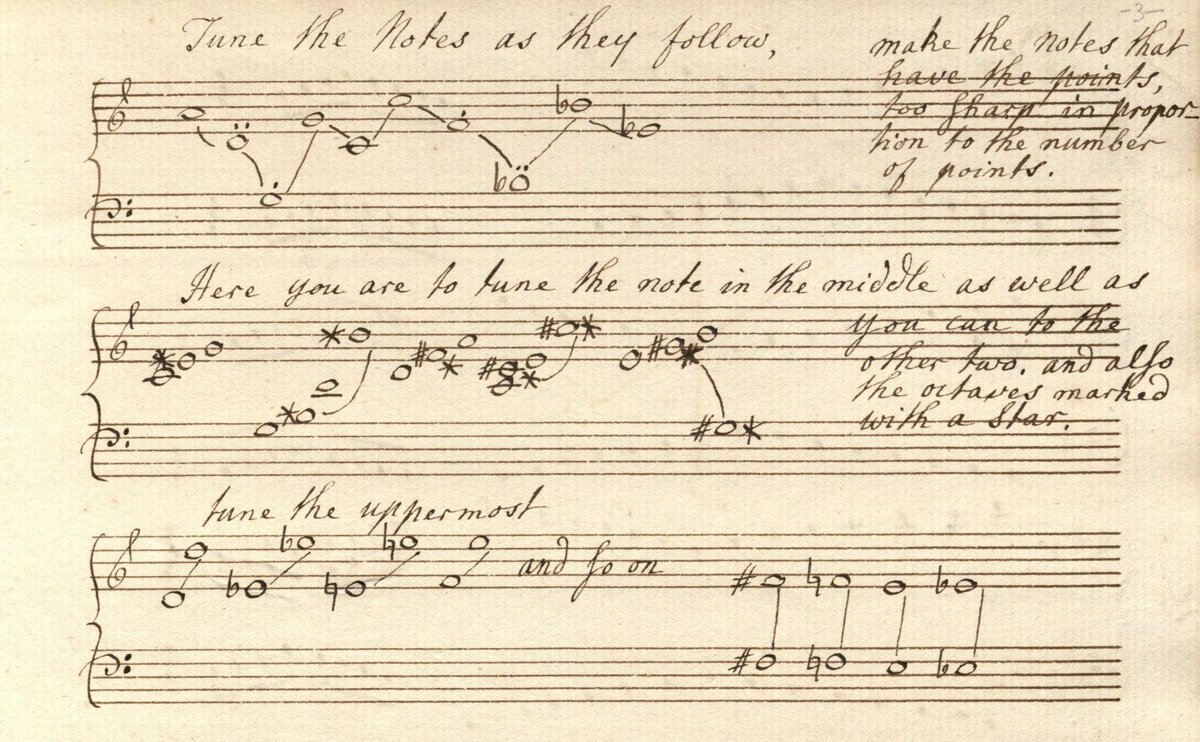 -3-
Tune the Notes as they follow,
make the notes that
have the points,
too sharp in propor=
tion to the number
of points.
Here you are to tune the note in the middle as well as
you can to the
other two. and also
the octaves marked
with a Star.
tune the uppermost
and so on